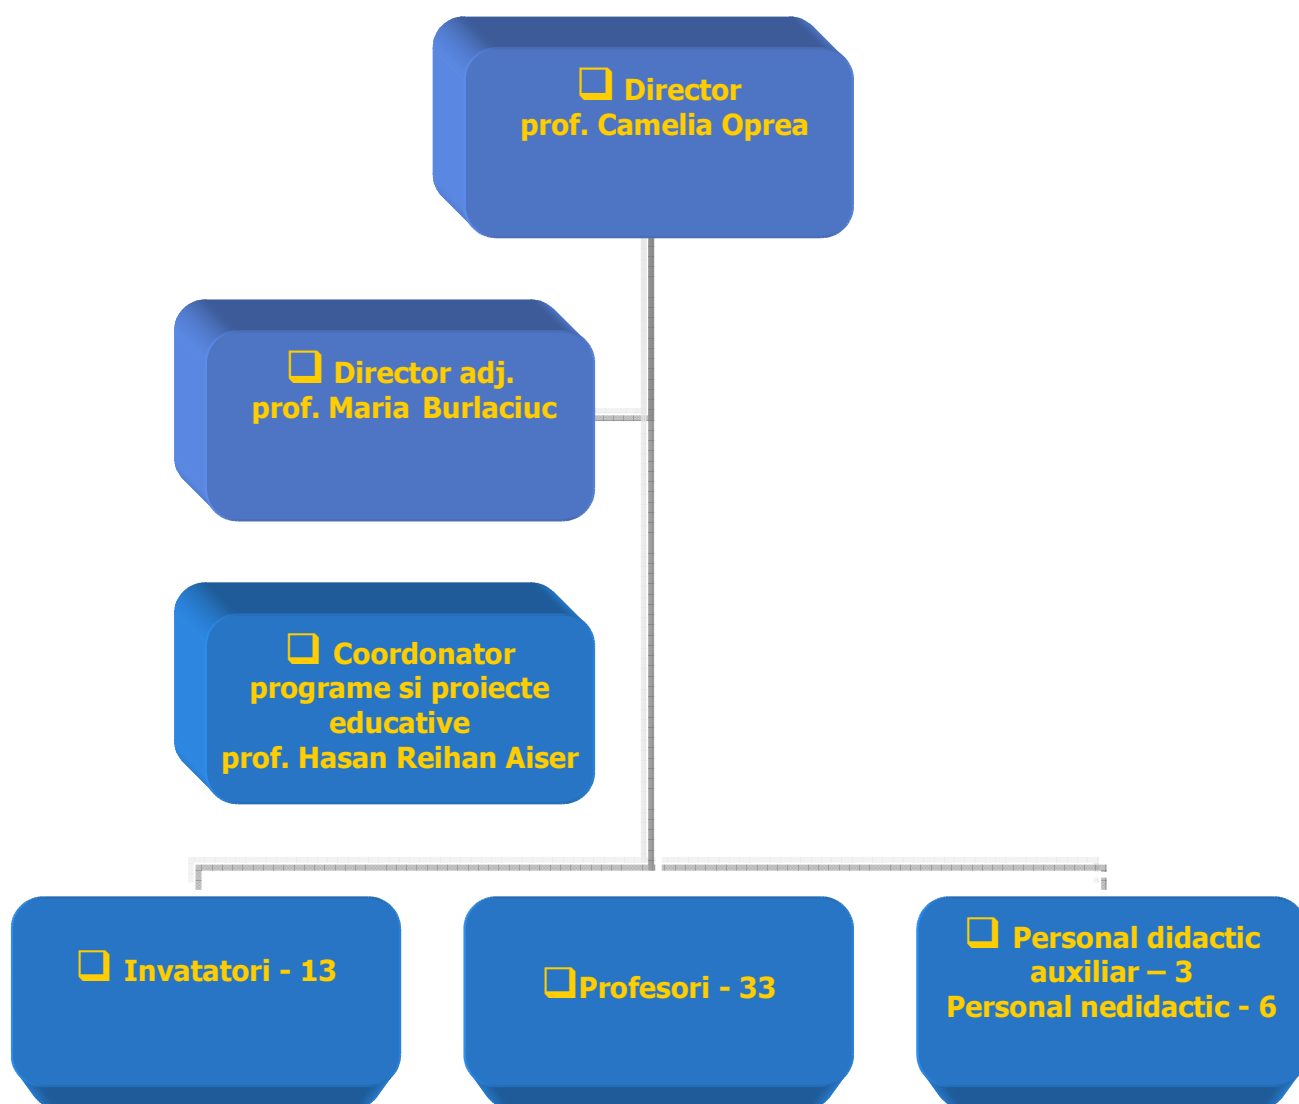 ❑ Director
prof. Camelia Oprea
❑ Director adj.
prof. Maria Burlaciuc
❑ Coordonator
programe si proiecte
educative
prof. Hasan Reihan Aiser
❑ Invatatori - 13
❑Profesori - 33
❑ Personal didactic
auxiliar – 3
Personal nedidactic - 6